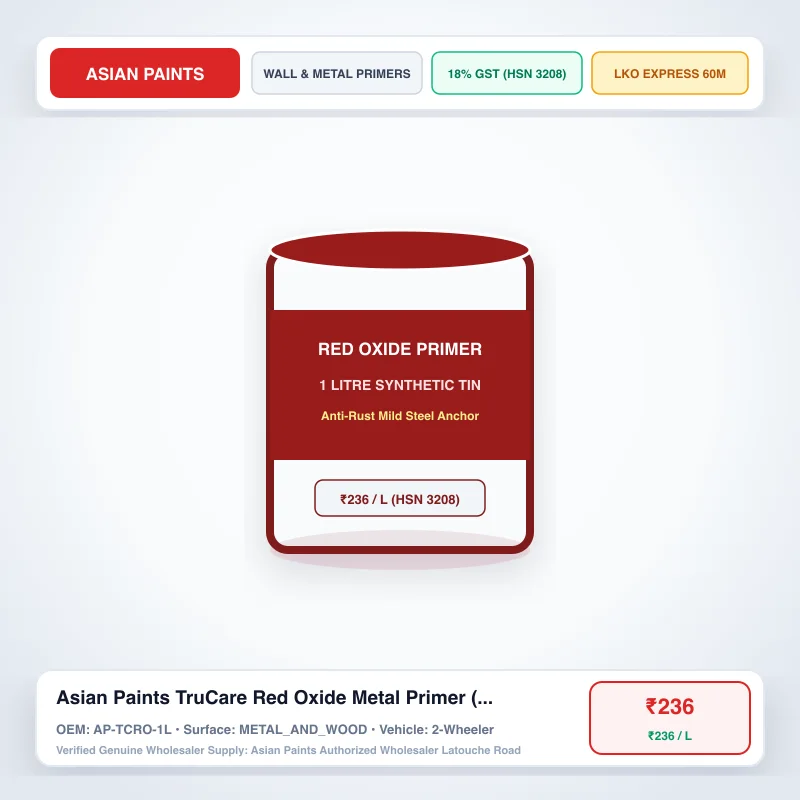 ASIAN PAINTS
WALL & METAL PRIMERS
18% GST (HSN 3208)
LKO EXPRESS 60M
RED OXIDE PRIMER
1 LITRE SYNTHETIC TIN
Anti-Rust Mild Steel Anchor
₹236 / L (HSN 3208)
Asian Paints TruCare Red Oxide Metal Primer (...
OEM: AP-TCRO-1L • Surface: METAL_AND_WOOD • Vehicle: 2-Wheeler
Verified Genuine Wholesaler Supply: Asian Paints Authorized Wholesaler Latouche Road
₹236
₹236 / L